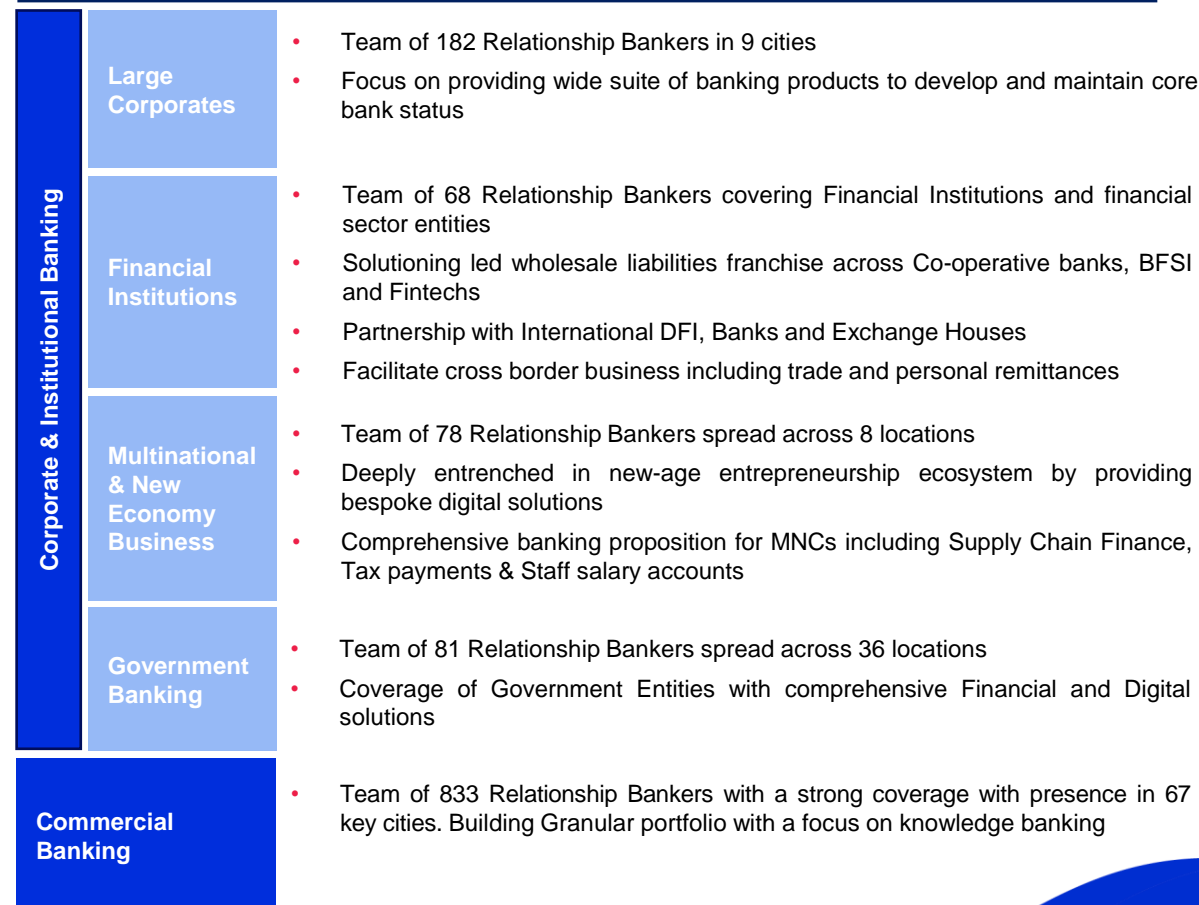 Corporate & Institutional Banking
Large
Corporates
• Team of 182 Relationship Bankers in 9 cities
• Focus on providing wide suite of banking products to develop and maintain core
bank status
Financial
Institutions
• Team of 68 Relationship Bankers covering Financial Institutions and financial
sector entities
• Solutioning led wholesale liabilities franchise across Co-operative banks, BFSI
and Fintechs
• Partnership with International DFI, Banks and Exchange Houses
• Facilitate cross border business including trade and personal remittances
Multinational
& New
Economy
Business
• Team of 78 Relationship Bankers spread across 8 locations
• Deeply entrenched in new-age entrepreneurship ecosystem by providing
bespoke digital solutions
• Comprehensive banking proposition for MNCs including Supply Chain Finance,
Tax payments & Staff salary accounts
Government
Banking
• Team of 81 Relationship Bankers spread across 36 locations
• Coverage of Government Entities with comprehensive Financial and Digital
solutions
Commercial
Banking
• Team of 833 Relationship Bankers with a strong coverage with presence in 67
key cities. Building Granular portfolio with a focus on knowledge banking